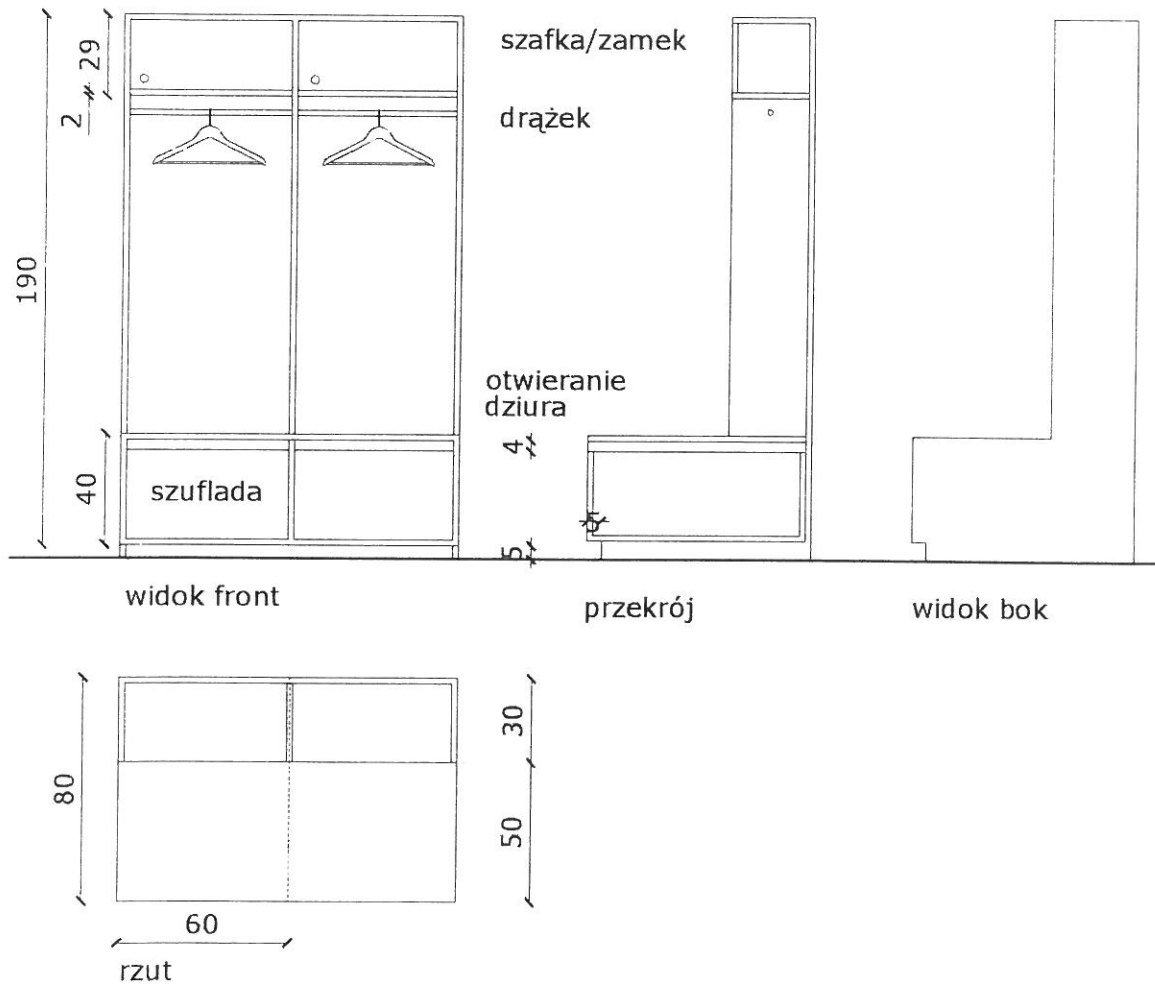 29
szafka/zamek
2
drążek
190
otwieranie
dziura
4
40
szuflada
5
5
widok front
przekrój
widok bok
80
30
50
60
rzut